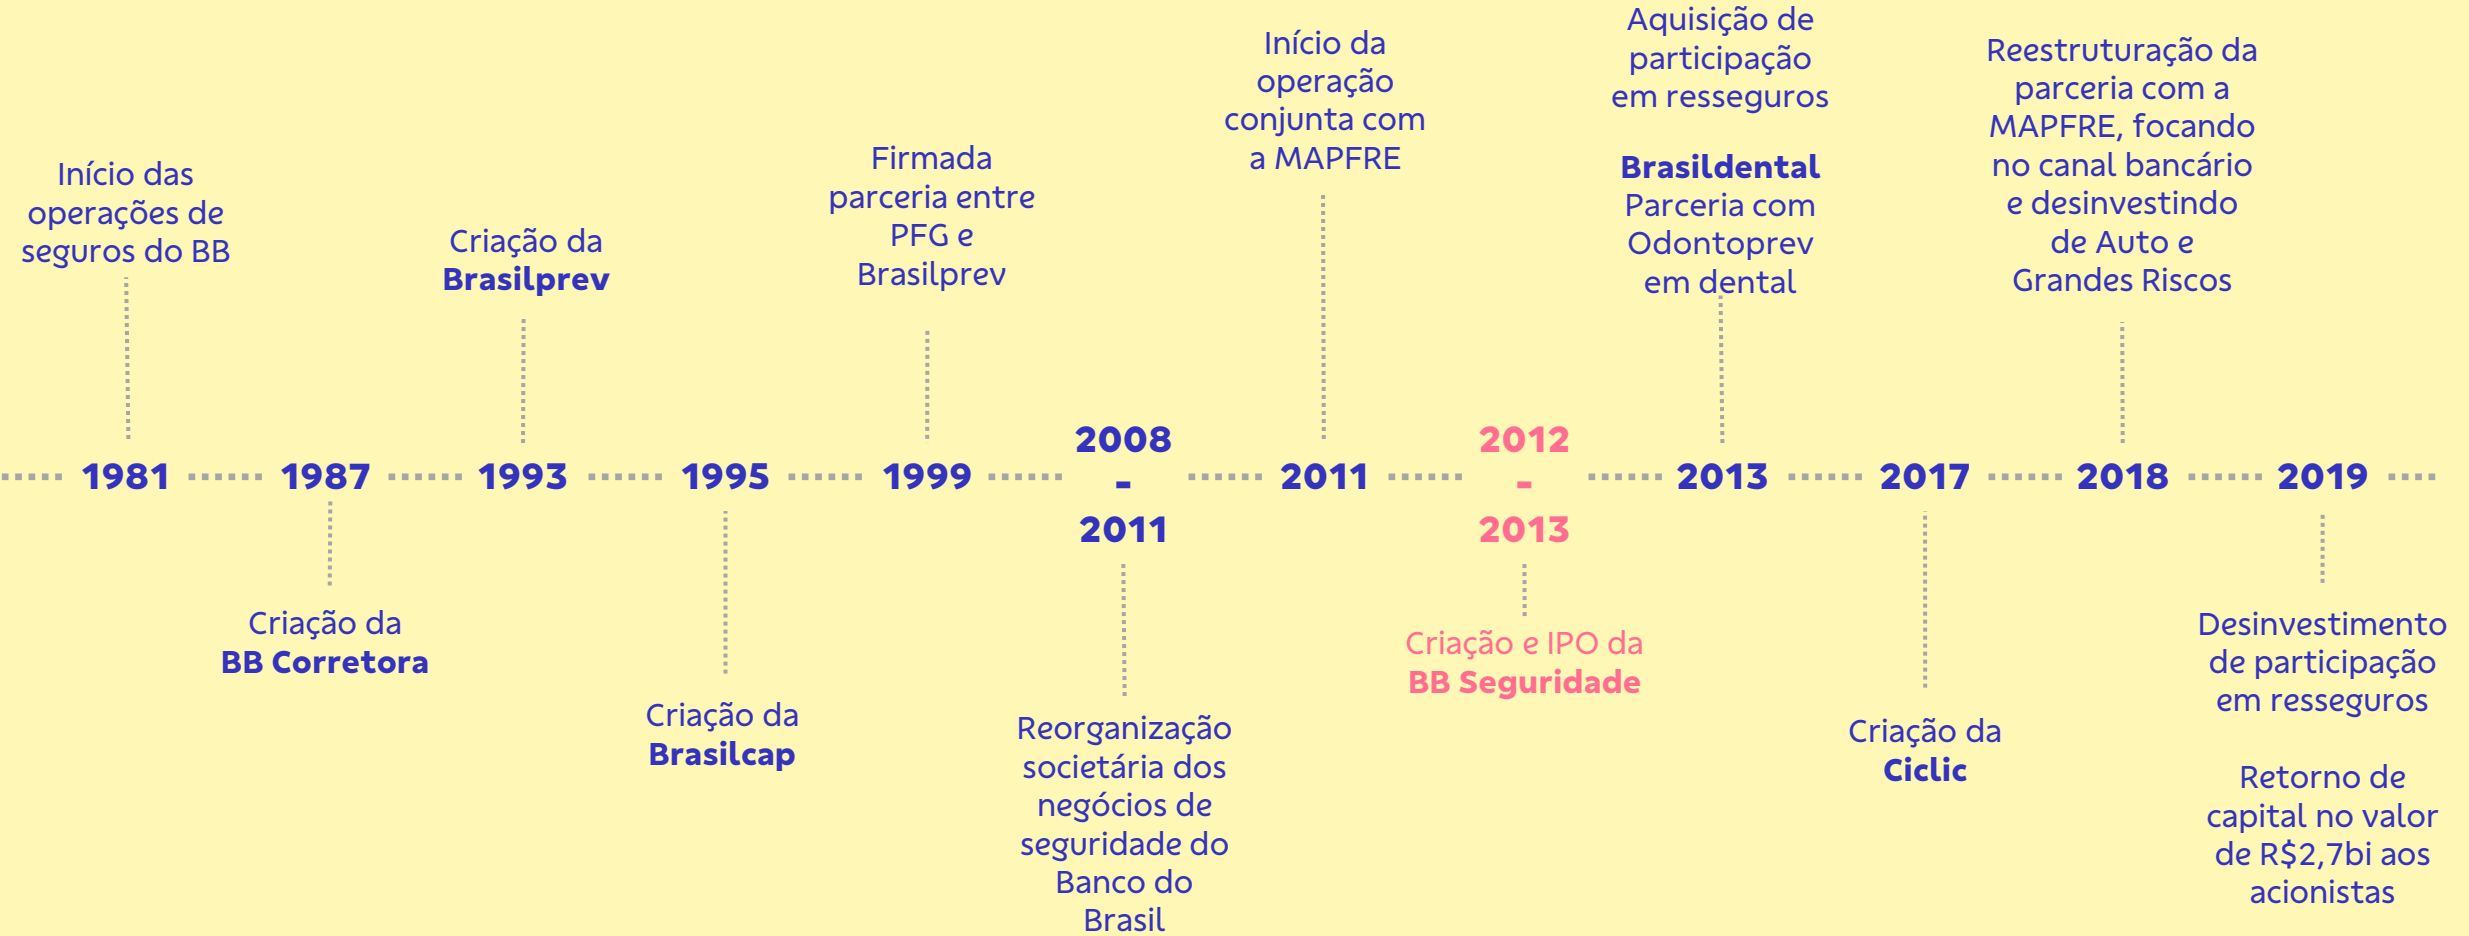 Início das
operações de
seguros do BB
1981
1987
Criação da
BB Corretora
Criação da
Brasilprev
1993
1995
Criação da
Brasilcap
Firmada
parceria entre
PFG e
Brasilprev
1999
2008
-
2011
Reorganização
societária dos
negócios de
seguridade do
Banco do
Brasil
Início da
operação
conjunta com
a MAPFRE
2011
2012
-
2013
Criação e IPO da
BB Seguridade
Aquisição de
participação
em resseguros
Brasildental
Parceria com
Odontoprev
em dental
2013
2017
Criação da
Ciclic
Reestruturação da
parceria com a
MAPFRE, focando
no canal bancário
e desinvestindo
de Auto e
Grandes Riscos
2018
2019
Desinvestimento
de participação
em resseguros
Retorno de
capital no valor
de R$2,7bi aos
acionistas